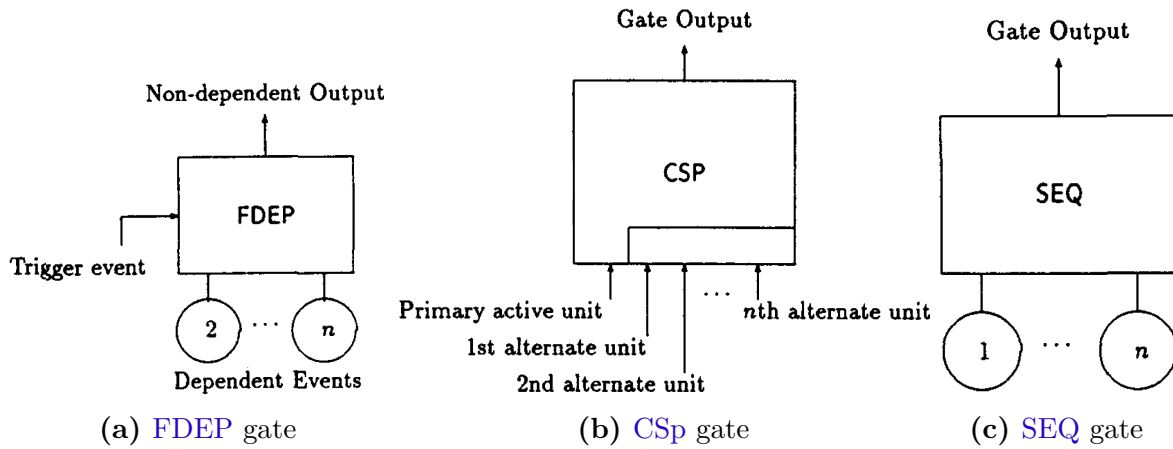 Non-dependent Output
FDEP
Trigger event
2 ··· n
Dependent Events
(a) FDEP gate
Gate Output
CSP
Primary active unit ··· nth alternate unit
1st alternate unit
2nd alternate unit
(b) CSp gate
Gate Output
SEQ
1 ··· n
(c) SEQ gate